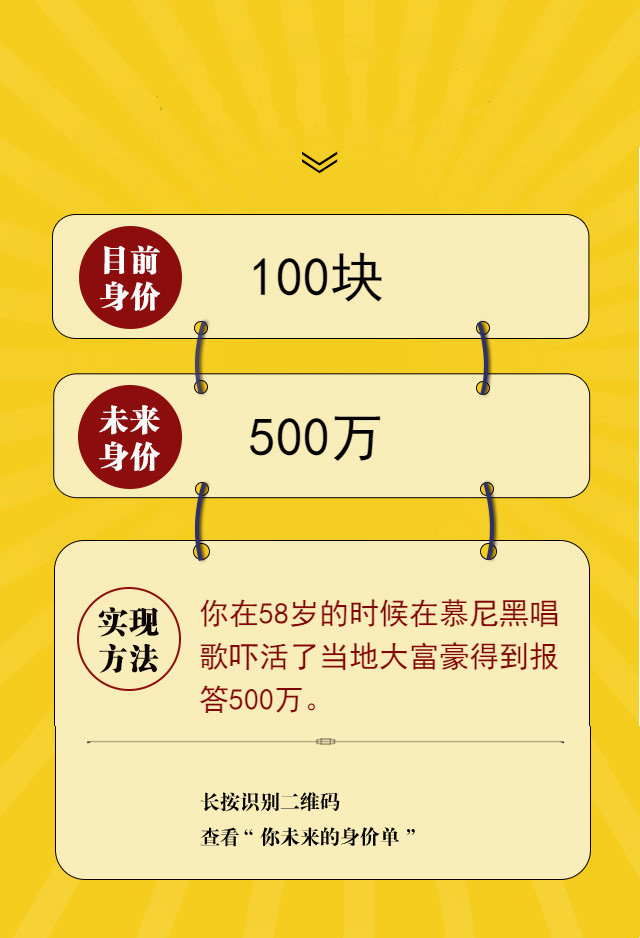 目前
身价
100块
未来
身价
500万
实现
方法
你在58岁的时候在慕尼黑唱
歌吓活了当地大富豪得到报
答500万。
长按识别二维码
查看“你未来的身价单”